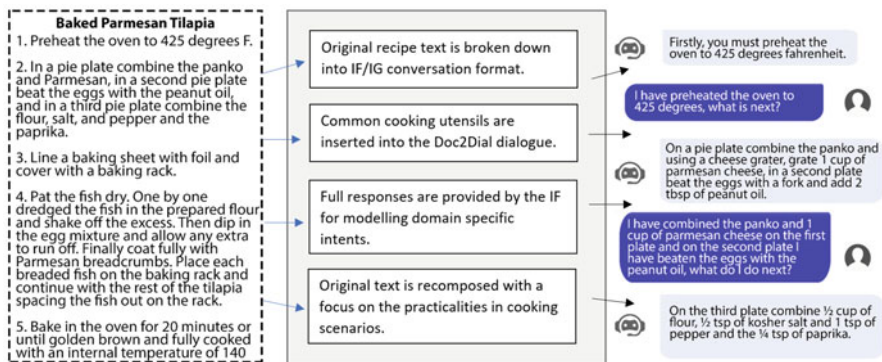 Baked Parmesan Tilapia
1. Preheat the oven to 425 degrees F.
2. In a pie plate combine the panko
and Parmesan, in a second pie plate
beat the eggs with the peanut oil,
and in a third pie plate combine the
flour, salt, and pepper and the
paprika.
3. Line a baking sheet with foil and
cover with a baking rack.
4. Pat the fish dry. One by one
dredged the fish in the prepared flour
and shake off the excess. Then dip in
the egg mixture and allow any extra
to run off. Finally coat fully with
Parmesan breadcrumbs. Place each
breaded fish on the baking rack and
continue with the rest of the tilapia
spacing the fish out on the rack.
5. Bake in the oven for 20 minutes or
until golden brown and fully cooked
with an internal temperature of 140
Original recipe text is broken down
into IF/IG conversation format.
Common cooking utensils are
inserted into the Doc2Dial dialogue.
Full responses are provided by the IF
for modelling domain specific
intents.
Original text is recomposed with a
focus on the practicalities in cooking
scenarios.
Firstly, you must preheat the
oven to 425 degrees fahrenheit.
I have preheated the oven to
425 degrees, what is next?
On a pie plate combine the panko and
using a cheese grater, grate 1 cup of
parmesan cheese, in a second plate
beat the eggs with a fork and add 2
tbsp of peanut oil.
I have combined the panko and 1
cup of parmesan cheese on the first
plate and on the second plate I
have beaten the eggs with the
peanut oil, what do I do next?
On the third plate combine ½ cup of
flour, ½ tsp of kosher salt and 1 tsp of
pepper and the ¼ tsp of paprika.